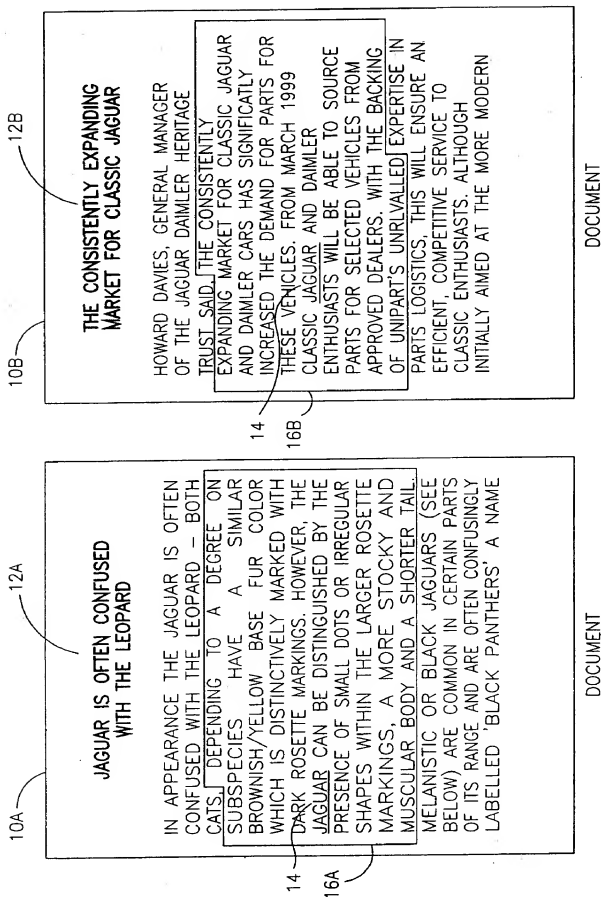 10A
12A
JAGUAR IS OFTEN CONFUSED
WITH THE LEOPARD
IN APPEARANCE THE JAGUAR IS OFTEN
CONFUSED WITH THE LEOPARD – BOTH
CATS, DEPENDING TO A DEGREE ON
SUBSPECIES HAVE A SIMILAR
BROWNISH/YELLOW BASE FUR COLOR
WHICH IS DISTINCTIVELY MARKED WITH
DARK ROSETTE MARKINGS. HOWEVER, THE
JAGUAR CAN BE DISTINGUISHED BY THE
PRESENCE OF SMALL DOTS OR IRREGULAR
SHAPES WITHIN THE LARGER ROSETTE
MARKINGS, A MORE STOCKY AND
MUSCULAR BODY AND A SHORTER TAIL.
MELANISTIC OR BLACK JAGUARS (SEE
BELOW) ARE COMMON IN CERTAIN PARTS
OF ITS RANGE AND ARE OFTEN CONFUSINGLY
LABELLED 'BLACK PANTHERS' A NAME
14
16A
DOCUMENT
10B
12B
THE CONSISTENTLY EXPANDING
MARKET FOR CLASSIC JAGUAR
HOWARD DAVIES, GENERAL MANAGER
OF THE JAGUAR DAIMLER HERITAGE
TRUST SAID, THE CONSISTENTLY
EXPANDING MARKET FOR CLASSIC JAGUAR
AND DAIMLER CARS HAS SIGNIFICATLY
INCREASED THE DEMAND FOR PARTS FOR
THESE VEHICLES. FROM MARCH 1999
CLASSIC JAGUAR AND DAIMLER
ENTHUSIASTS WILL BE ABLE TO SOURCE
PARTS FOR SELECTED VEHICLES FROM
APPROVED DEALERS. WITH THE BACKING
OF UNIPART'S UNRLVALLED EXPERTISE IN
PARTS LOGISTICS, THIS WILL ENSURE AN
EFFICIENT, COMPETITIVE SERVICE TO
CLASSIC ENTHUSIASTS. ALTHOUGH
INITIALLY AIMED AT THE MORE MODERN
14
16B
DOCUMENT